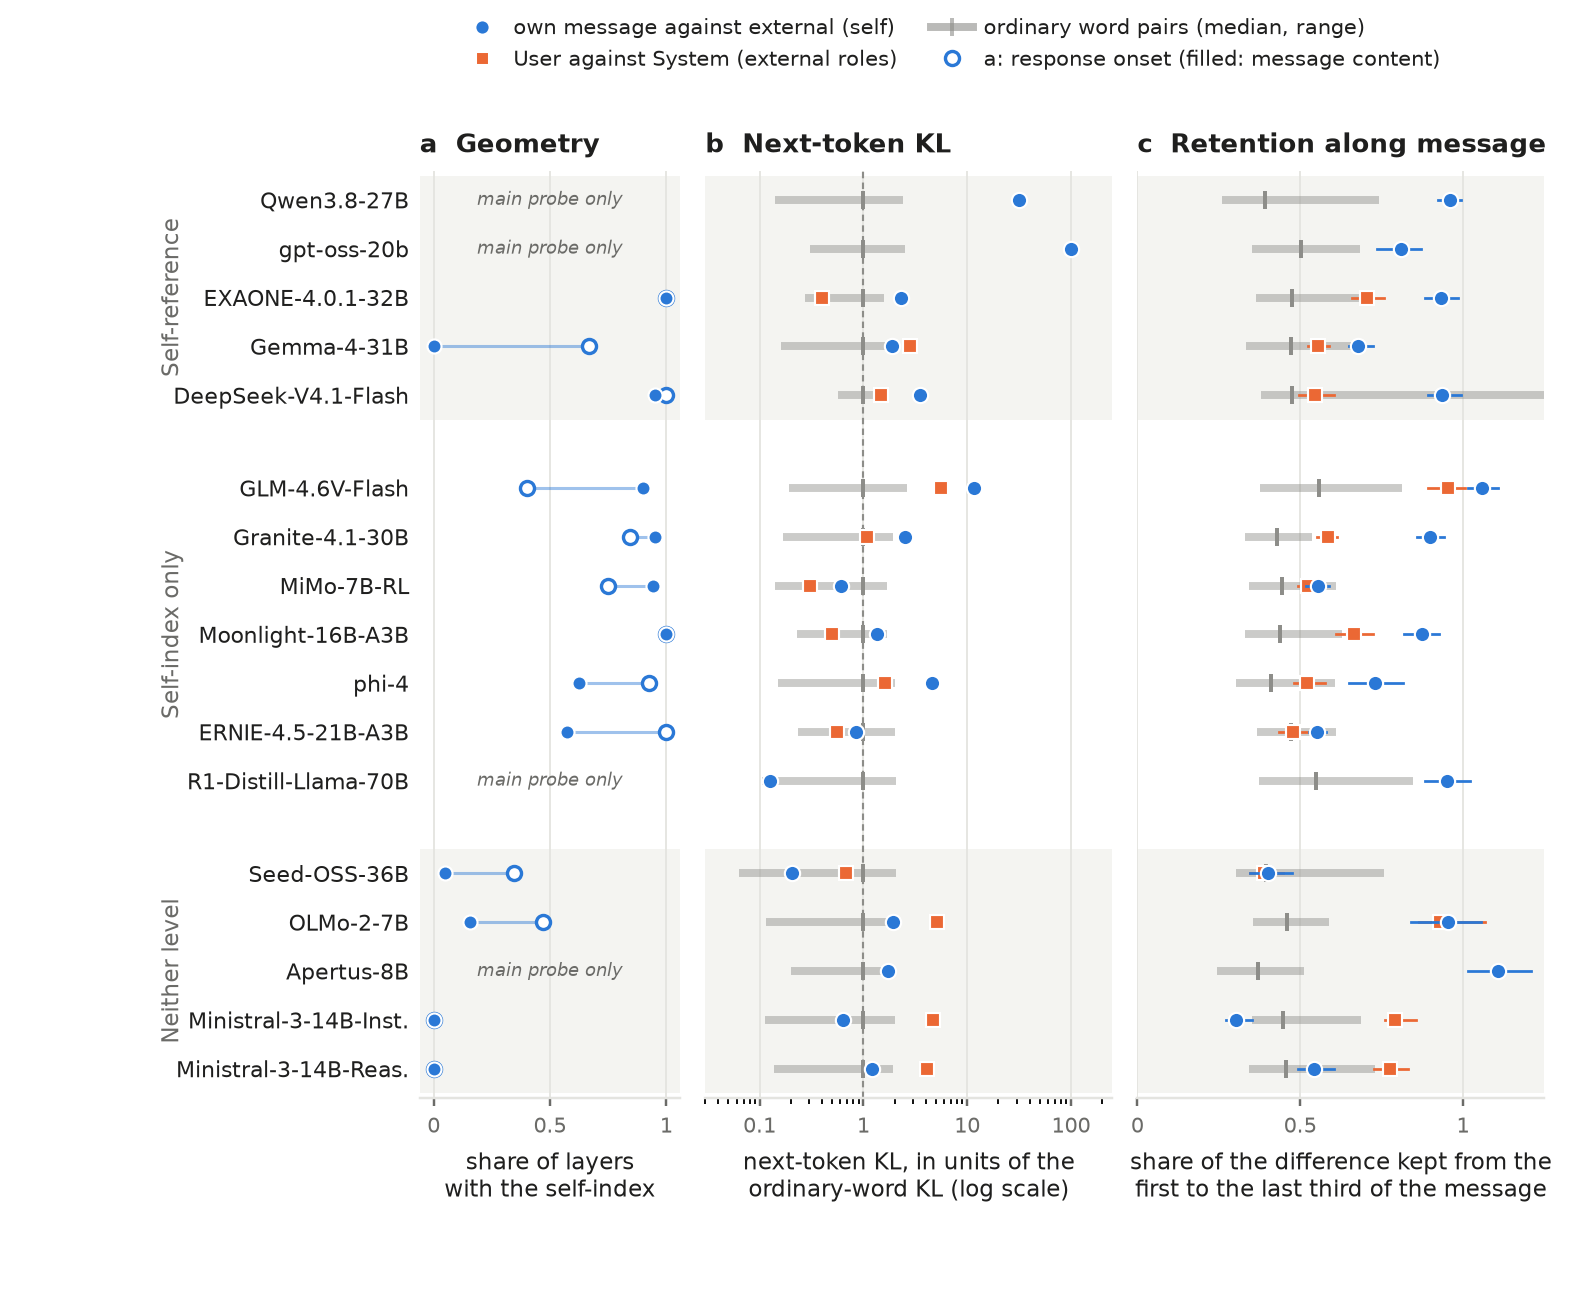 own message against external (self)
ordinary word pairs (median, range)
User against System (external roles)
a: response onset (filled: message content)
a Geometry
b Next-token KL
c Retention along message
Self-reference
Qwen3.8-27B
main probe only
gpt-oss-20b
main probe only
EXAONE-4.0.1-32B
Gemma-4-31B
DeepSeek-V4.1-Flash
Self-index only
GLM-4.6V-Flash
Granite-4.1-30B
MiMo-7B-RL
Moonlight-16B-A3B
phi-4
ERNIE-4.5-21B-A3B
R1-Distill-Llama-70B
main probe only
Neither level
Seed-OSS-36B
OLMo-2-7B
Apertus-8B
main probe only
Ministral-3-14B-Inst.
Ministral-3-14B-Reas.
0 0.5 1
0.1 1 10 100
0 0.5 1
share of layers
with the self-index
next-token KL, in units of the
ordinary-word KL (log scale)
share of the difference kept from the
first to the last third of the message